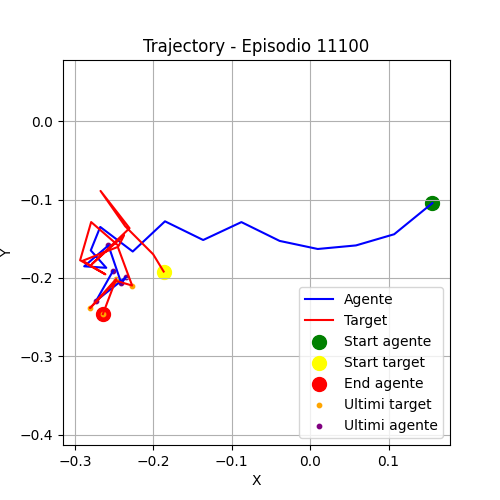 Trajectory - Episodio 11100
Y
0.0
−0.1
−0.2
−0.3
−0.4
−0.3
−0.2
−0.1
0.0
0.1
X
Agente
Target
Start agente
Start target
End agente
Ultimi target
Ultimi agente